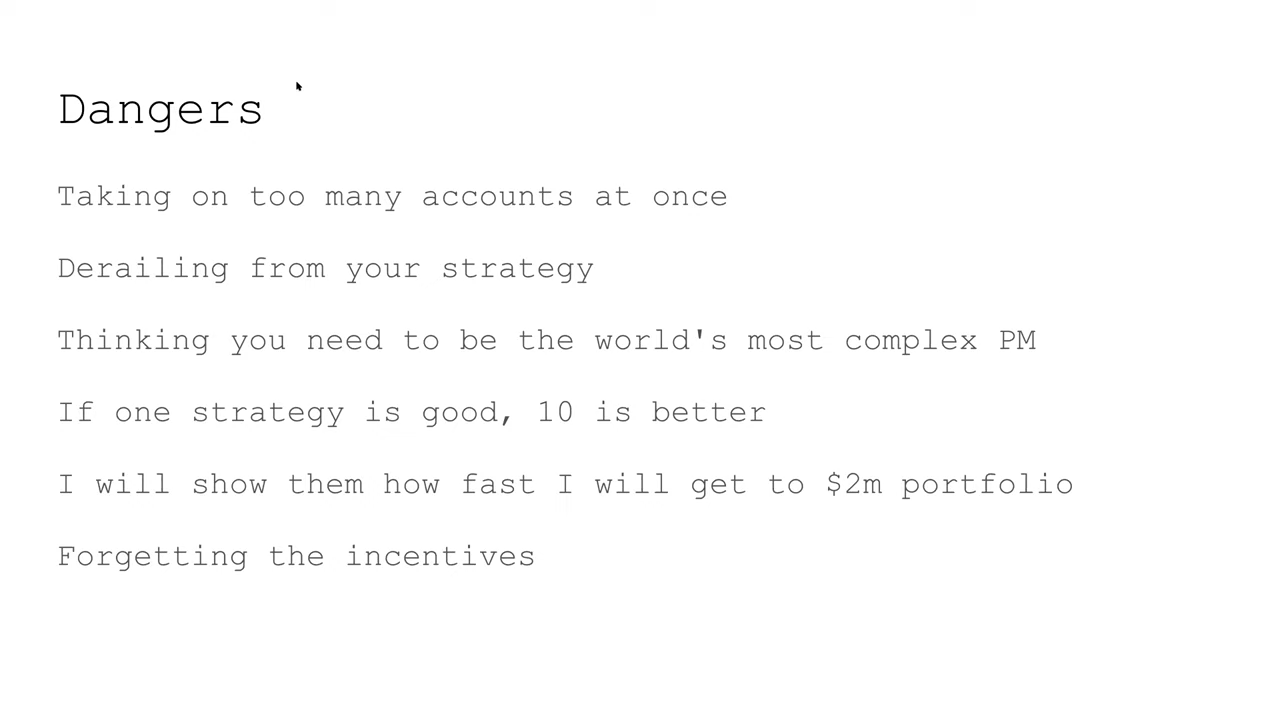 Dangers
Taking on too many accounts at once
Derailing from your strategy
Thinking you need to be the world's most complex PM
If one strategy is good, 10 is better
I will show them how fast I will get to $2m portfolio
Forgetting the incentives